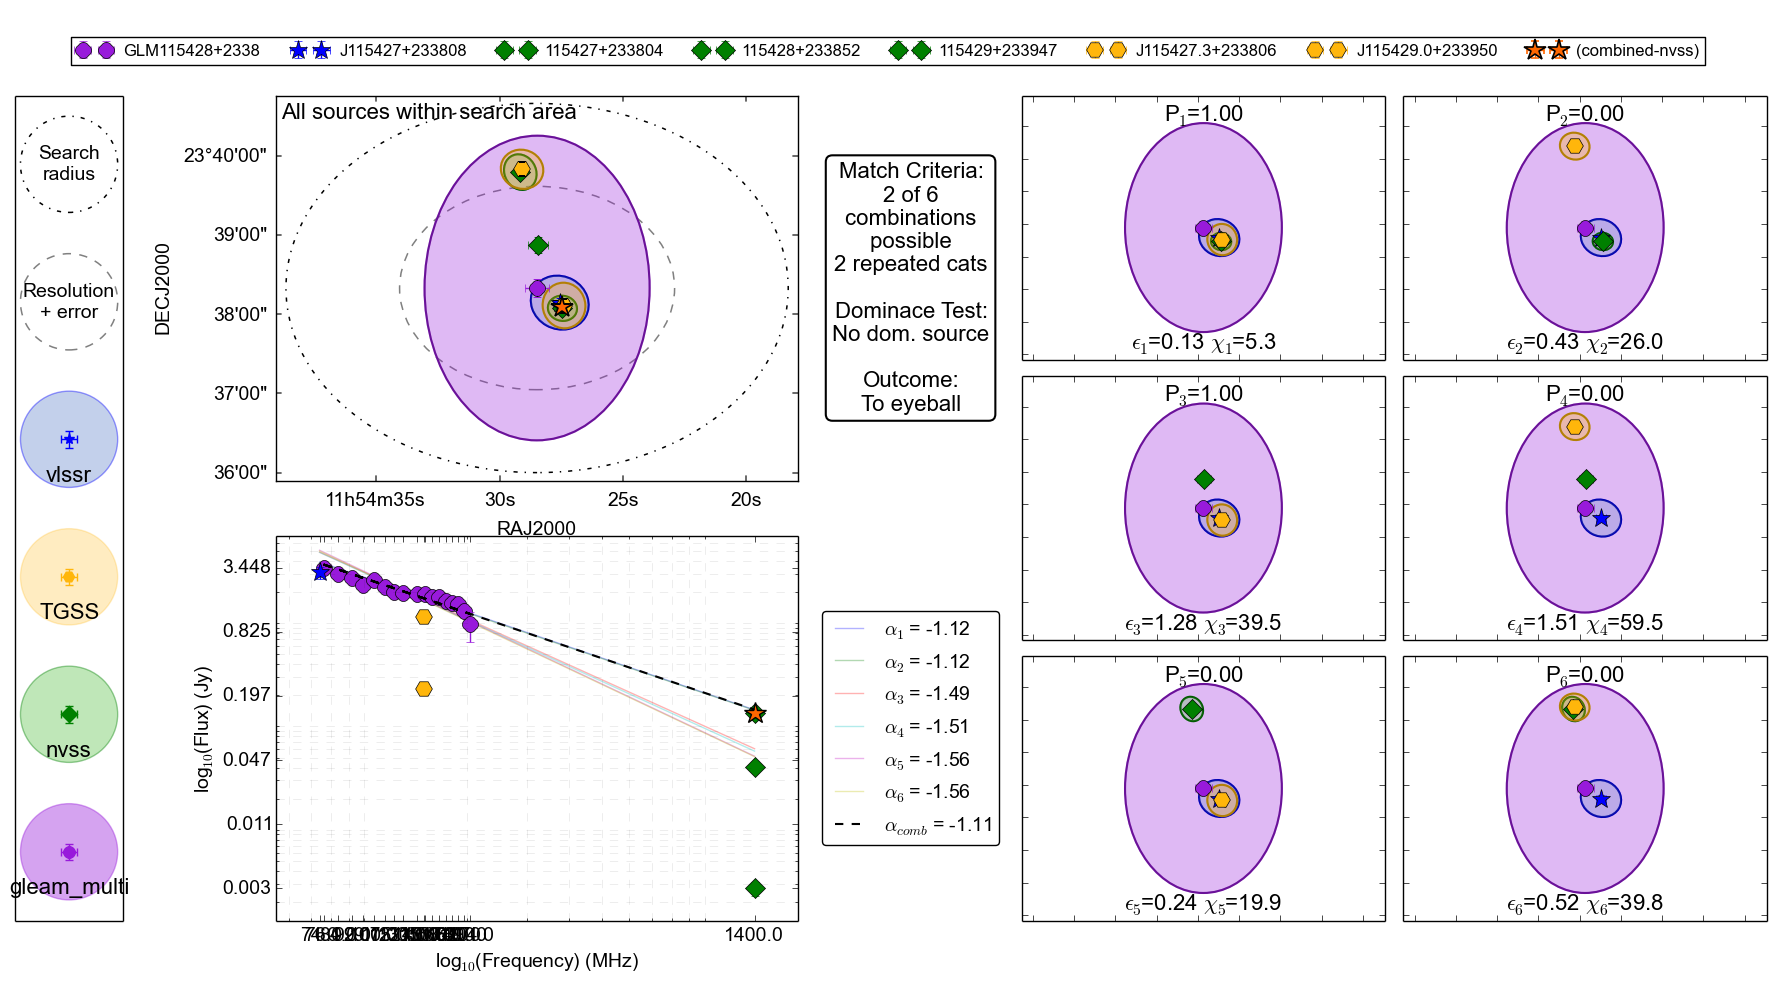 GLM115428+2338 J115427+233808 115427+233804 115428+233852 115429+233947 J115427.3+233806 J115429.0+233950 (combined-nvss)
Search
radius
Resolution
+ error
vlssr
TGSS
nvss
gleam_multi
All sources within search area
DECJ2000
23°40'00"
39'00"
38'00"
37'00"
36'00"
11h54m35s 30s 25s 20s
RAJ2000
log₁₀(Flux) (Jy)
3.448
0.825
0.197
0.047
0.011
0.003
1400.0
log₁₀(Frequency) (MHz)
Match Criteria:
2 of 6
combinations
possible
2 repeated cats
Dominace Test:
No dom. source
Outcome:
To eyeball
α₁ = -1.12
α₂ = -1.12
α₃ = -1.49
α₄ = -1.51
α₅ = -1.56
α₆ = -1.56
α_comb = -1.11
P₁=1.00
ϵ₁=0.13 χ₁=5.3
P₂=0.00
ϵ₂=0.43 χ₂=26.0
P₃=1.00
ϵ₃=1.28 χ₃=39.5
P₄=0.00
ϵ₄=1.51 χ₄=59.5
P₅=0.00
ϵ₅=0.24 χ₅=19.9
P₆=0.00
ϵ₆=0.52 χ₆=39.8